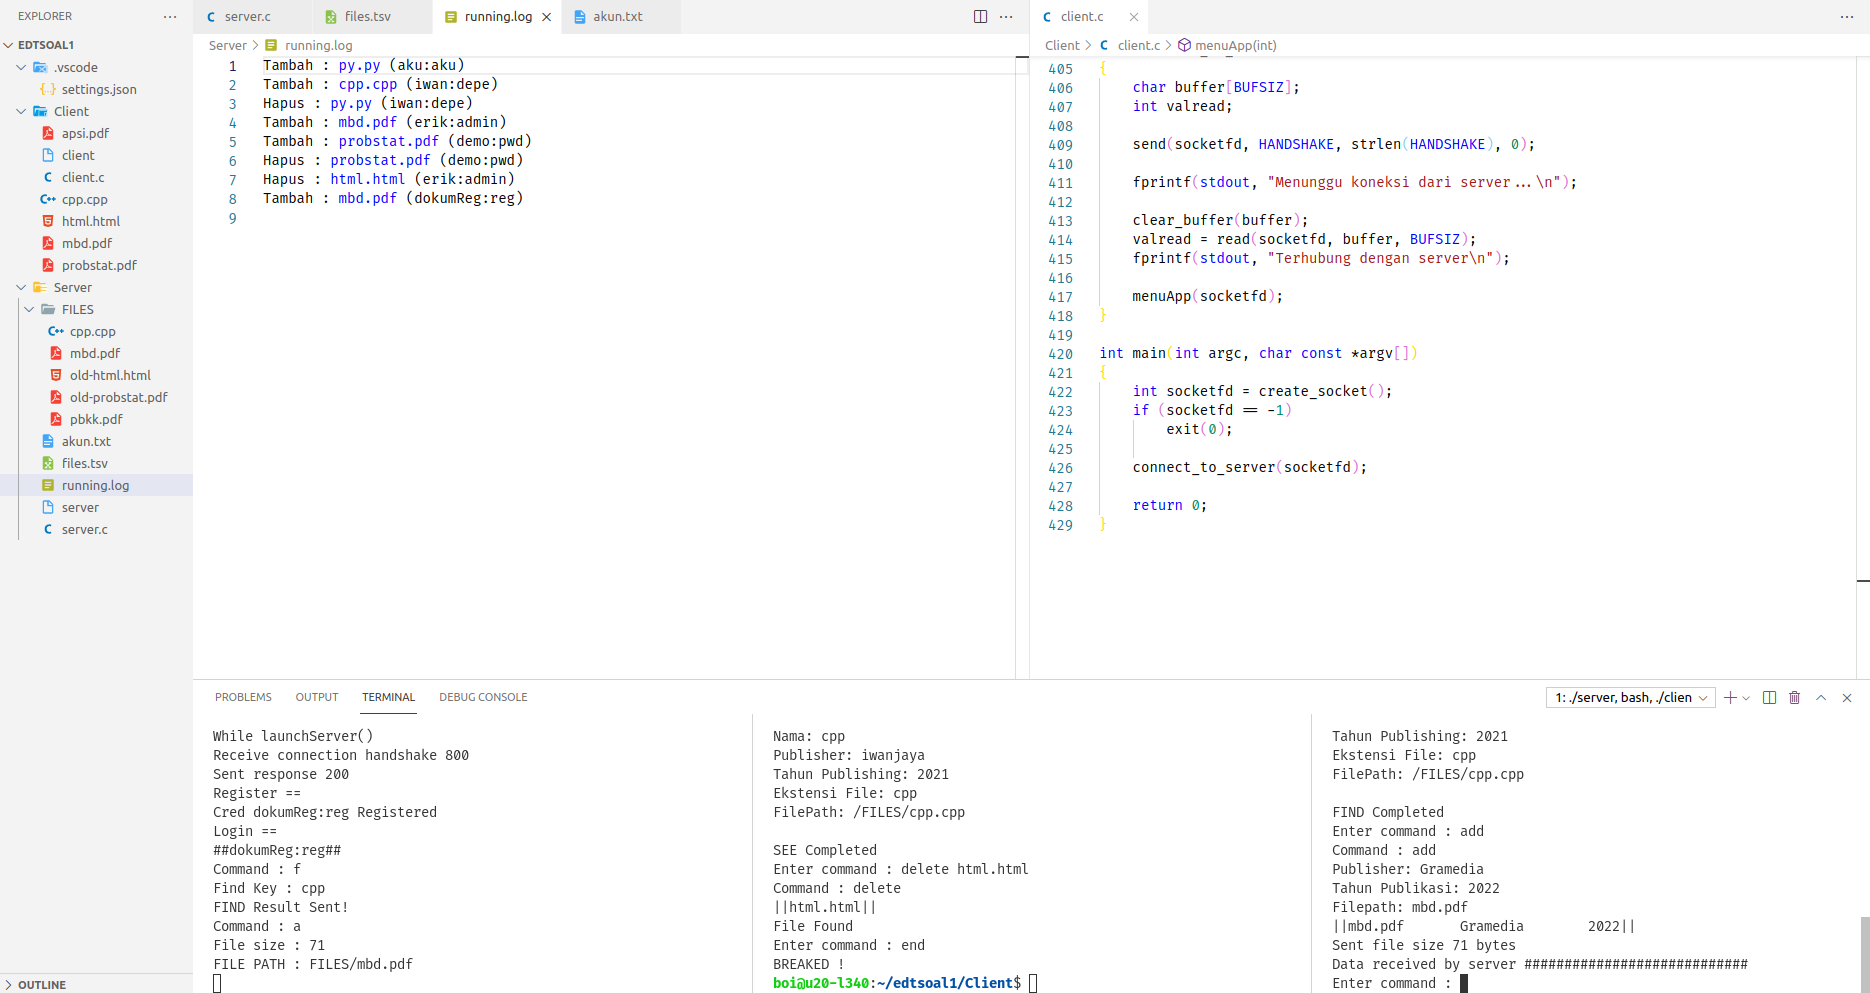 EXPLORER
EDTSOAL1
.vscode
settings.json
Client
apsi.pdf
client
client.c
cpp.cpp
html.html
mbd.pdf
probstat.pdf
Server
FILES
cpp.cpp
mbd.pdf
old-html.html
old-probstat.pdf
pbkk.pdf
akun.txt
files.tsv
running.log
server
server.c
OUTLINE
server.c files.tsv running.log akun.txt
Server > running.log
1 Tambah : py.py (aku:aku)
2 Tambah : cpp.cpp (iwan:depe)
3 Hapus : py.py (iwan:depe)
4 Tambah : mbd.pdf (erik:admin)
5 Tambah : probstat.pdf (demo:pwd)
6 Hapus : probstat.pdf (demo:pwd)
7 Hapus : html.html (erik:admin)
8 Tambah : mbd.pdf (dokumReg:reg)
9
client.c
Client > client.c > menuApp(int)
405 {
406 char buffer[BUFSIZ];
407 int valread;
408
409 send(socketfd, HANDSHAKE, strlen(HANDSHAKE), 0);
410
411 fprintf(stdout, "Menunggu koneksi dari server...\n");
412
413 clear_buffer(buffer);
414 valread = read(socketfd, buffer, BUFSIZ);
415 fprintf(stdout, "Terhubung dengan server\n");
416
417 menuApp(socketfd);
418 }
419
420 int main(int argc, char const *argv[])
421 {
422 int socketfd = create_socket();
423 if (socketfd == -1)
424 exit(0);
425
426 connect_to_server(socketfd);
427
428 return 0;
429 }
PROBLEMS OUTPUT TERMINAL DEBUG CONSOLE
1: ./server, bash, ./clien
While launchServer()
Receive connection handshake 800
Sent response 200
Register ==
Cred dokumReg:reg Registered
Login ==
##dokumReg:reg##
Command : f
Find Key : cpp
FIND Result Sent!
Command : a
File size : 71
FILE PATH : FILES/mbd.pdf
Nama: cpp
Publisher: iwanjaya
Tahun Publishing: 2021
Ekstensi File: cpp
FilePath: /FILES/cpp.cpp
SEE Completed
Enter command : delete html.html
Command : delete
||html.html||
File Found
Enter command : end
BREAKED !
boi@u20-l340:~/edtsoal1/Client$
Tahun Publishing: 2021
Ekstensi File: cpp
FilePath: /FILES/cpp.cpp
FIND Completed
Enter command : add
Command : add
Publisher: Gramedia
Tahun Publikasi: 2022
Filepath: mbd.pdf
||mbd.pdf Gramedia 2022||
Sent file size 71 bytes
Data received by server ############################
Enter command :